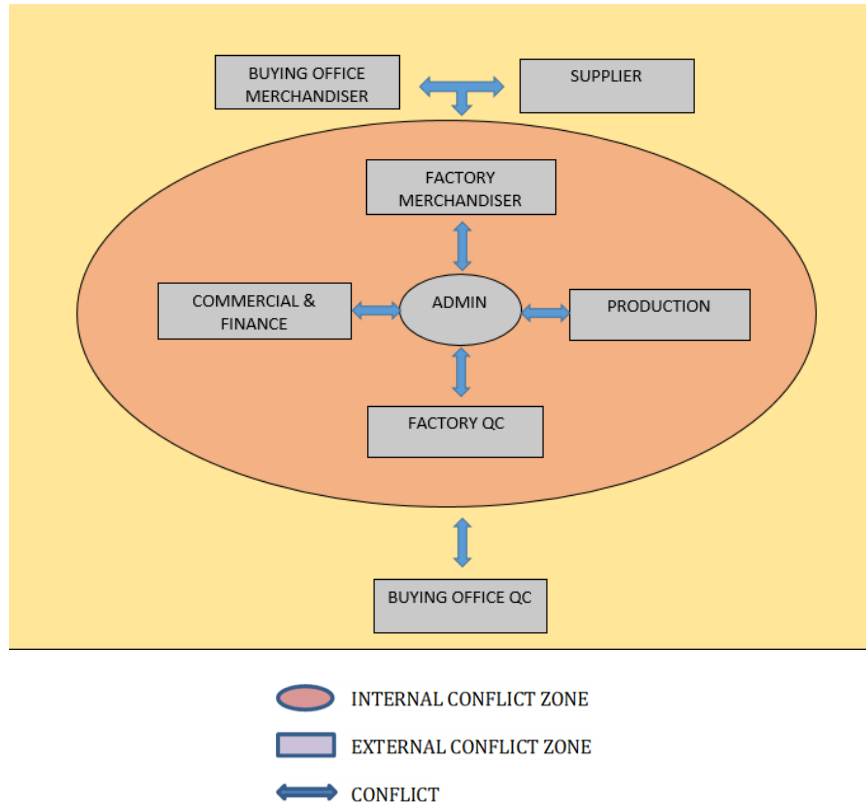 BUYING OFFICE
MERCHANDISER
SUPPLIER
FACTORY
MERCHANDISER
COMMERCIAL &
FINANCE
ADMIN
PRODUCTION
FACTORY QC
BUYING OFFICE QC
INTERNAL CONFLICT ZONE
EXTERNAL CONFLICT ZONE
CONFLICT